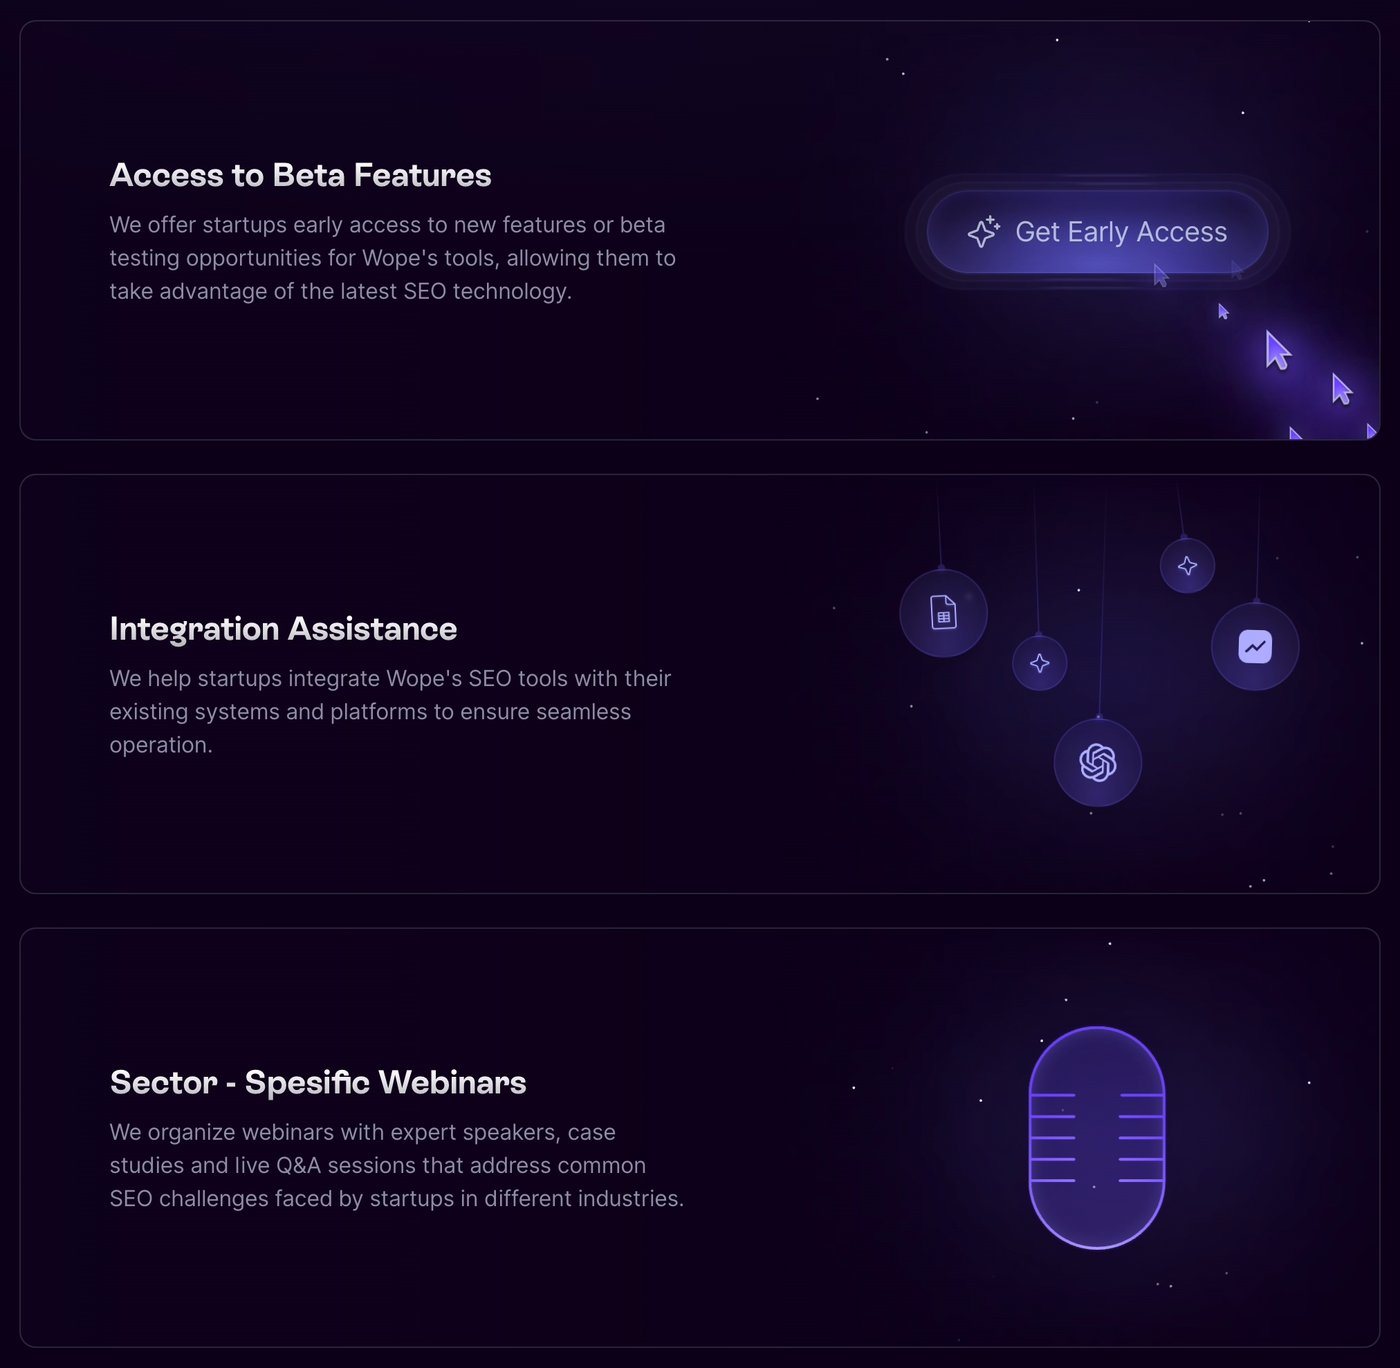 Access to Beta Features
We offer startups early access to new features or beta
testing opportunities for Wope's tools, allowing them to
take advantage of the latest SEO technology.
Get Early Access
Integration Assistance
We help startups integrate Wope's SEO tools with their
existing systems and platforms to ensure seamless
operation.
Sector - Spesific Webinars
We organize webinars with expert speakers, case
studies and live Q&A sessions that address common
SEO challenges faced by startups in different industries.